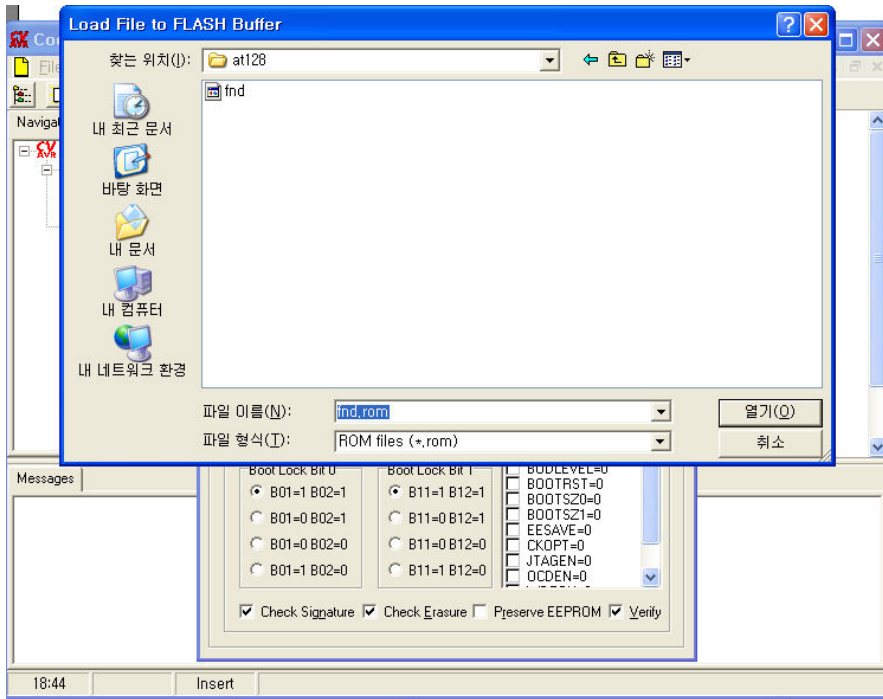 Load File to FLASH Buffer
찾는 위치(I): at128
File
Navigat
fnd
내 최근 문서
바탕 화면
내 문서
내 컴퓨터
내 네트워크 환경
파일 이름(N): fnd,rom 열기(O)
파일 형식(T): ROM files (*,rom) 취소
Messages
Boot Lock Bit 0 Boot Lock Bit 1 BODLEVEL=0
B01=1 B02=1 B11=1 B12=1 BOOTRST=0
BOOTSZ0=0
B01=0 B02=1 B11=0 B12=1 BOOTSZ1=0
EESAVE=0
B01=0 B02=0 B11=0 B12=0 CKOPT=0
JTAGEN=0
B01=1 B02=0 B11=1 B12=0 OCDEN=0
Check Signature Check Erasure Preserve EEPROM Verify
18:44 Insert